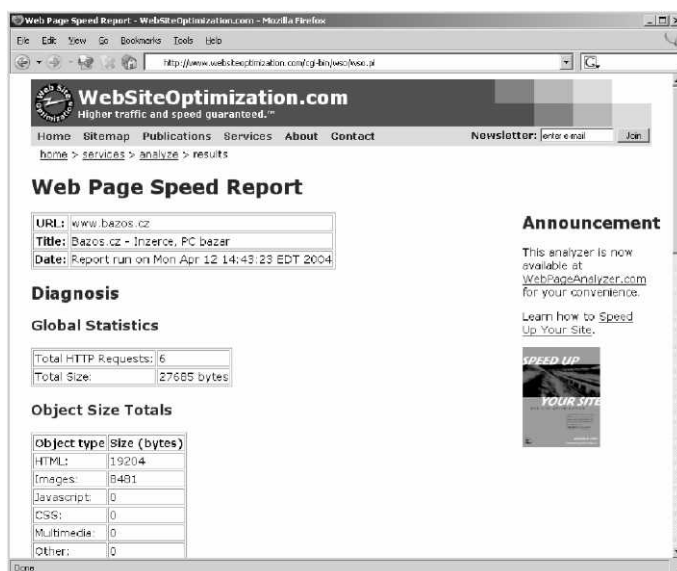 Web Page Speed Report - WebSiteOptimization.com - Mozilla Firefox
File Edit View Go Bookmarks Tools Help
http://www.websiteoptimization.com/cgi-bin/wso/wso.pl
G
Web Site
WebSiteOptimization.com
Higher traffic and speed guaranteed.™
Home Sitemap Publications Services About Contact
Newsletter: enter e-mail Join
home > services > analyze > results
Web Page Speed Report
URL: www.bazos.cz
Title: Bazos.cz - Inzerce, PC bazar
Date: Report run on Mon Apr 12 14:43:23 EDT 2004
Diagnosis
Global Statistics
Total HTTP Requests: 6
Total Size: 27685 bytes
Object Size Totals
Object type Size (bytes)
HTML: 19204
Images: 8481
Javascript: 0
CSS: 0
Multimedia: 0
Other: 0
Announcement
This analyzer is now
available at
WebPageAnalyzer.com
for your convenience.
Learn how to Speed
Up Your Site.
SPEED UP
YOUR SITE
Done